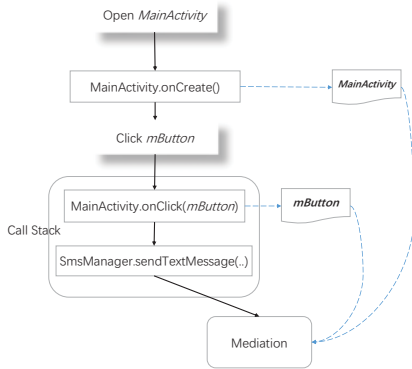 Open MainActivity
MainActivity.onCreate()
MainActivity
Click mButton
MainActivity.onClick(mButton)
mButton
Call Stack
SmsManager.sendTextMessage(..)
Mediation